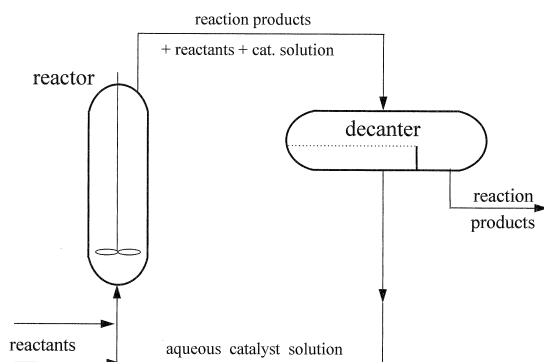 reaction products
+ reactants + cat. solution
reactor
decanter
reaction
products
reactants
aqueous catalyst solution